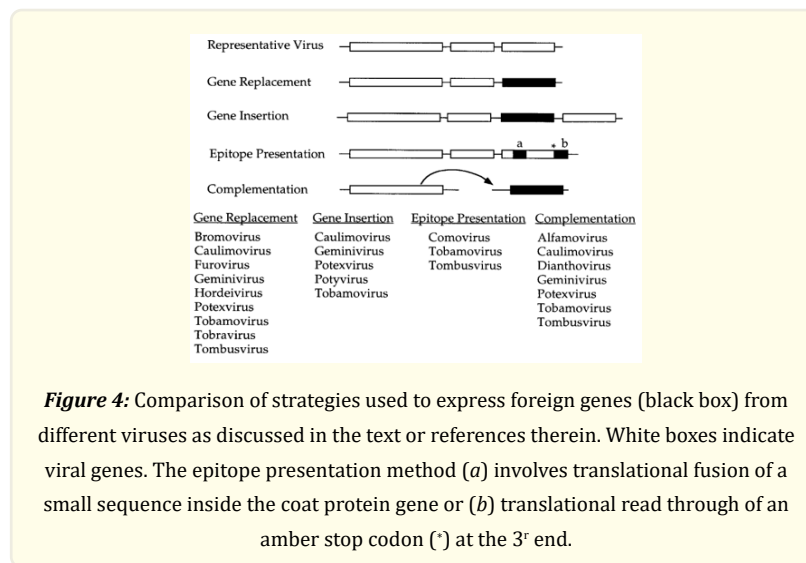 Representative Virus
Gene Replacement
Gene Insertion
a * b
Epitope Presentation
Complementation
Gene Replacement Gene Insertion Epitope Presentation Complementation
Bromovirus Caulimovirus Comovirus Alfamovirus
Caulimovirus Geminivirus Tobamovirus Caulimovirus
Furovirus Potexvirus Tombusvirus Dianthovirus
Geminivirus Potyvirus Geminivirus
Hordeivirus Tobamovirus Potexvirus
Potexvirus Tobamovirus
Tobamovirus Tombusvirus
Tobravirus
Tombusvirus
Figure 4: Comparison of strategies used to express foreign genes (black box) from
different viruses as discussed in the text or references therein. White boxes indicate
viral genes. The epitope presentation method (a) involves translational fusion of a
small sequence inside the coat protein gene or (b) translational read through of an
amber stop codon (*) at the 3ʳ end.